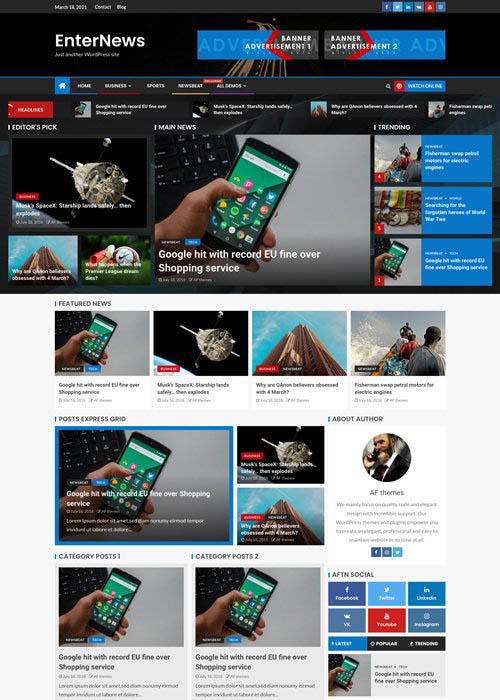 March 18, 2021 Contact Blog
EnterNews
Just another WordPress site
BANNER
ADVERTISEMENT 1
BANNER
ADVERTISEMENT 2
HOME BUSINESS SPORTS NEWSBEAT EXCLUSIVE ALL DEMOS WATCH ONLINE
HEADLINES
Google hit with record EU fine over
Shopping service
Musk's SpaceX: Starship lands safely...
then explodes
Why are QAnon believers obsessed with 4
March?
Fisherman swap petrol
for electric engines
EDITOR'S PICK
BUSINESS
Musk's SpaceX: Starship lands safely... then
explodes
July 18, 2018 AF themes
Why are QAnon believers
obsessed with 4 March?
What happens when the
Premier League dream
dies?
MAIN NEWS
NEWSBEAT TECH
Google hit with record EU fine over
Shopping service
July 18, 2018 AF themes
TRENDING
NEWSBEAT
Fisherman swap petrol
motors for electric
engines
4
NEWSBEAT WORLD
Searching for the
forgotten heroes of World
War Two
5
NEWSBEAT TECH
Google hit with record EU
fine over Shopping service
1
FEATURED NEWS
NEWSBEAT TECH
Google hit with record EU fine over
Shopping service
July 18, 2018 AF themes
BUSINESS
Musk's SpaceX: Starship lands
safely... then explodes
July 18, 2018 AF themes
BUSINESS NEWSBEAT
Why are QAnon believers obsessed
with 4 March?
July 18, 2018 AF themes
NEWSBEAT
Fisherman swap petrol motors for
electric engines
July 18, 2018 AF themes
POSTS EXPRESS GRID
NEWSBEAT TECH
Google hit with record EU fine over Shopping
service
July 18, 2018 AF themes
Lorem ipsum dolor sit amet,sed diam nonumy eirmod tempor
invidunt ut labore et dolore...
BUSINESS
Musk's SpaceX: Starship lands
safely... then explodes
July 18, 2018 AF themes
BUSINESS NEWSBEAT
Why are QAnon believers
obsessed with 4 March?
July 18, 2018 AF themes
ABOUT AUTHOR
AF themes
We mainly focus on quality code and elegant
design with incredible support. Our
WordPress themes and plugins empower you
to create an elegant, professional and easy to
maintain website in no time at all.
CATEGORY POSTS 1
NEWSBEAT TECH
Google hit with record EU fine over
Shopping service
July 18, 2018 AF themes
Lorem ipsum dolor sit amet,sed diam
nonumy eirmod tempor invidunt ut labore et
dolore...
CATEGORY POSTS 2
NEWSBEAT TECH
Google hit with record EU fine over
Shopping service
July 18, 2018 AF themes
Lorem ipsum dolor sit amet,sed diam
nonumy eirmod tempor invidunt ut labore et
dolore...
AFTN SOCIAL
Facebook Twitter Linkedin
VK Youtube Instagram
LATEST POPULAR TRENDING
NEWSBEAT TECH
Google hit with record EU
fine over Shopping service